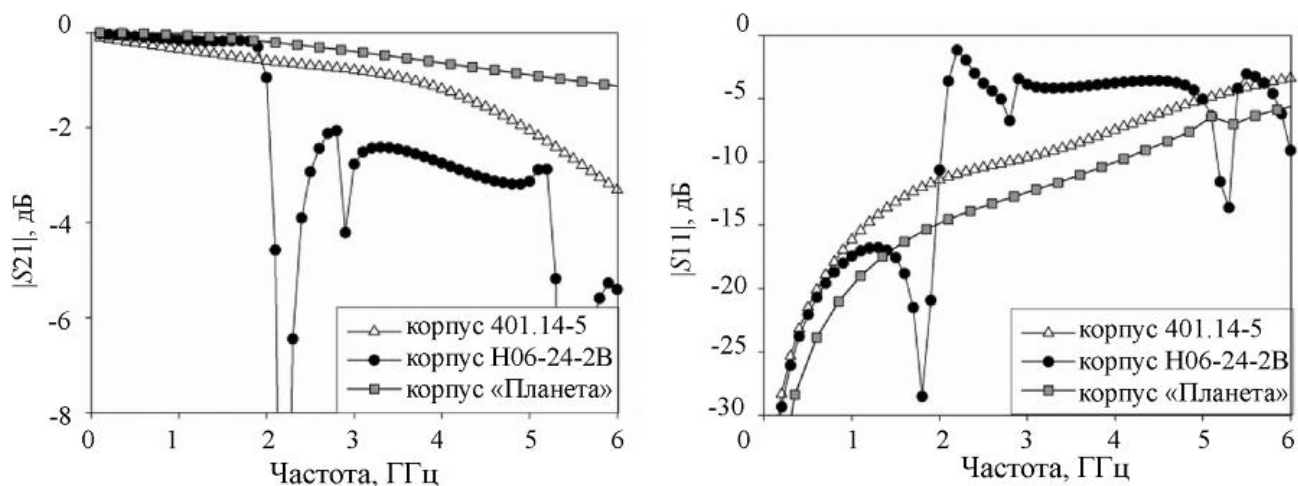 0
-2
-4
-6
-8
|S21|, дБ
корпус 401.14-5
корпус Н06-24-2В
корпус «Планета»
0 1 2 3 4 5 6
Частота, ГГц
0
-5
-10
-15
-20
-25
-30
|S11|, дБ
корпус 401.14-5
корпус Н06-24-2В
корпус «Планета»
0 1 2 3 4 5 6
Частота, ГГц